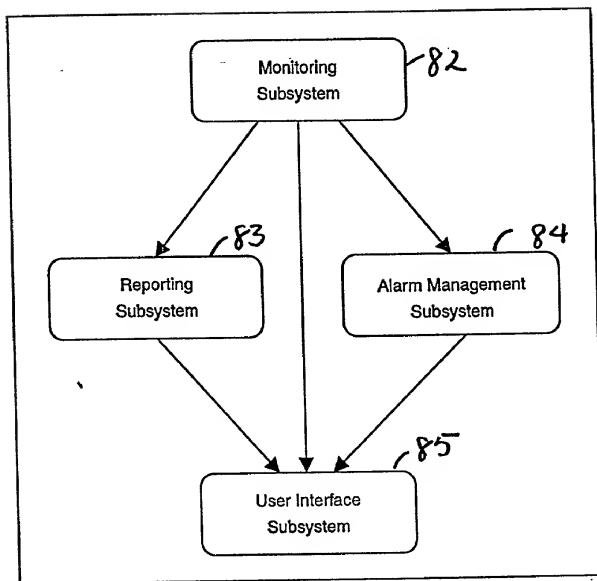 Monitoring
Subsystem
82
83
84
Reporting
Subsystem
Alarm Management
Subsystem
85
User Interface
Subsystem